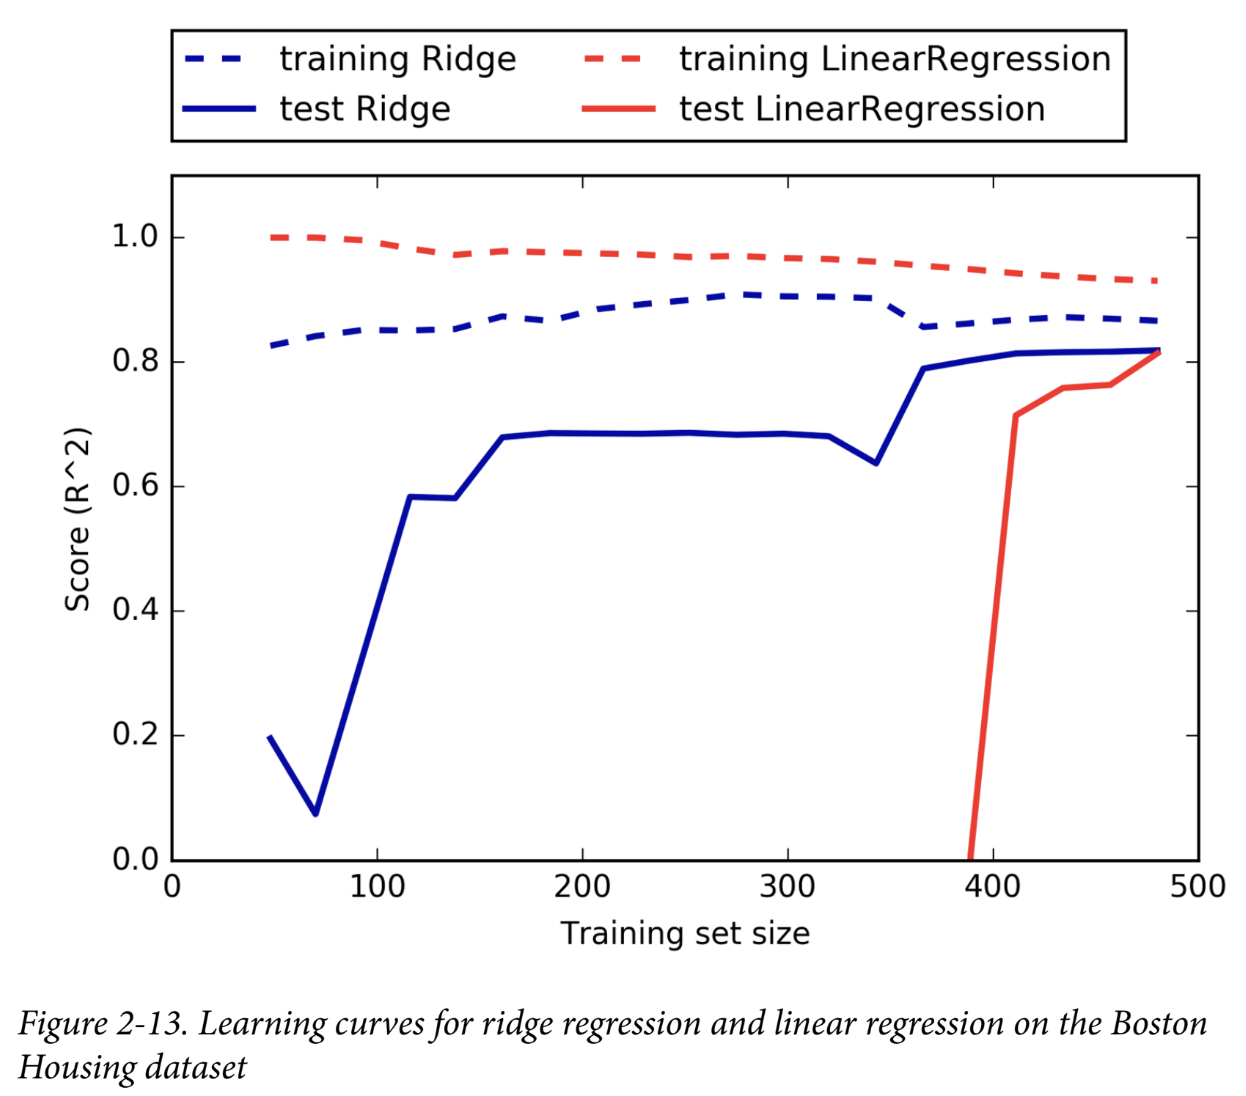 training Ridge
training LinearRegression
test Ridge
test LinearRegression
1.0
0.8
0.6
0.4
0.2
0.0
Score (R^2)
0
100
200
300
400
500
Training set size
Figure 2-13. Learning curves for ridge regression and linear regression on the Boston
Housing dataset